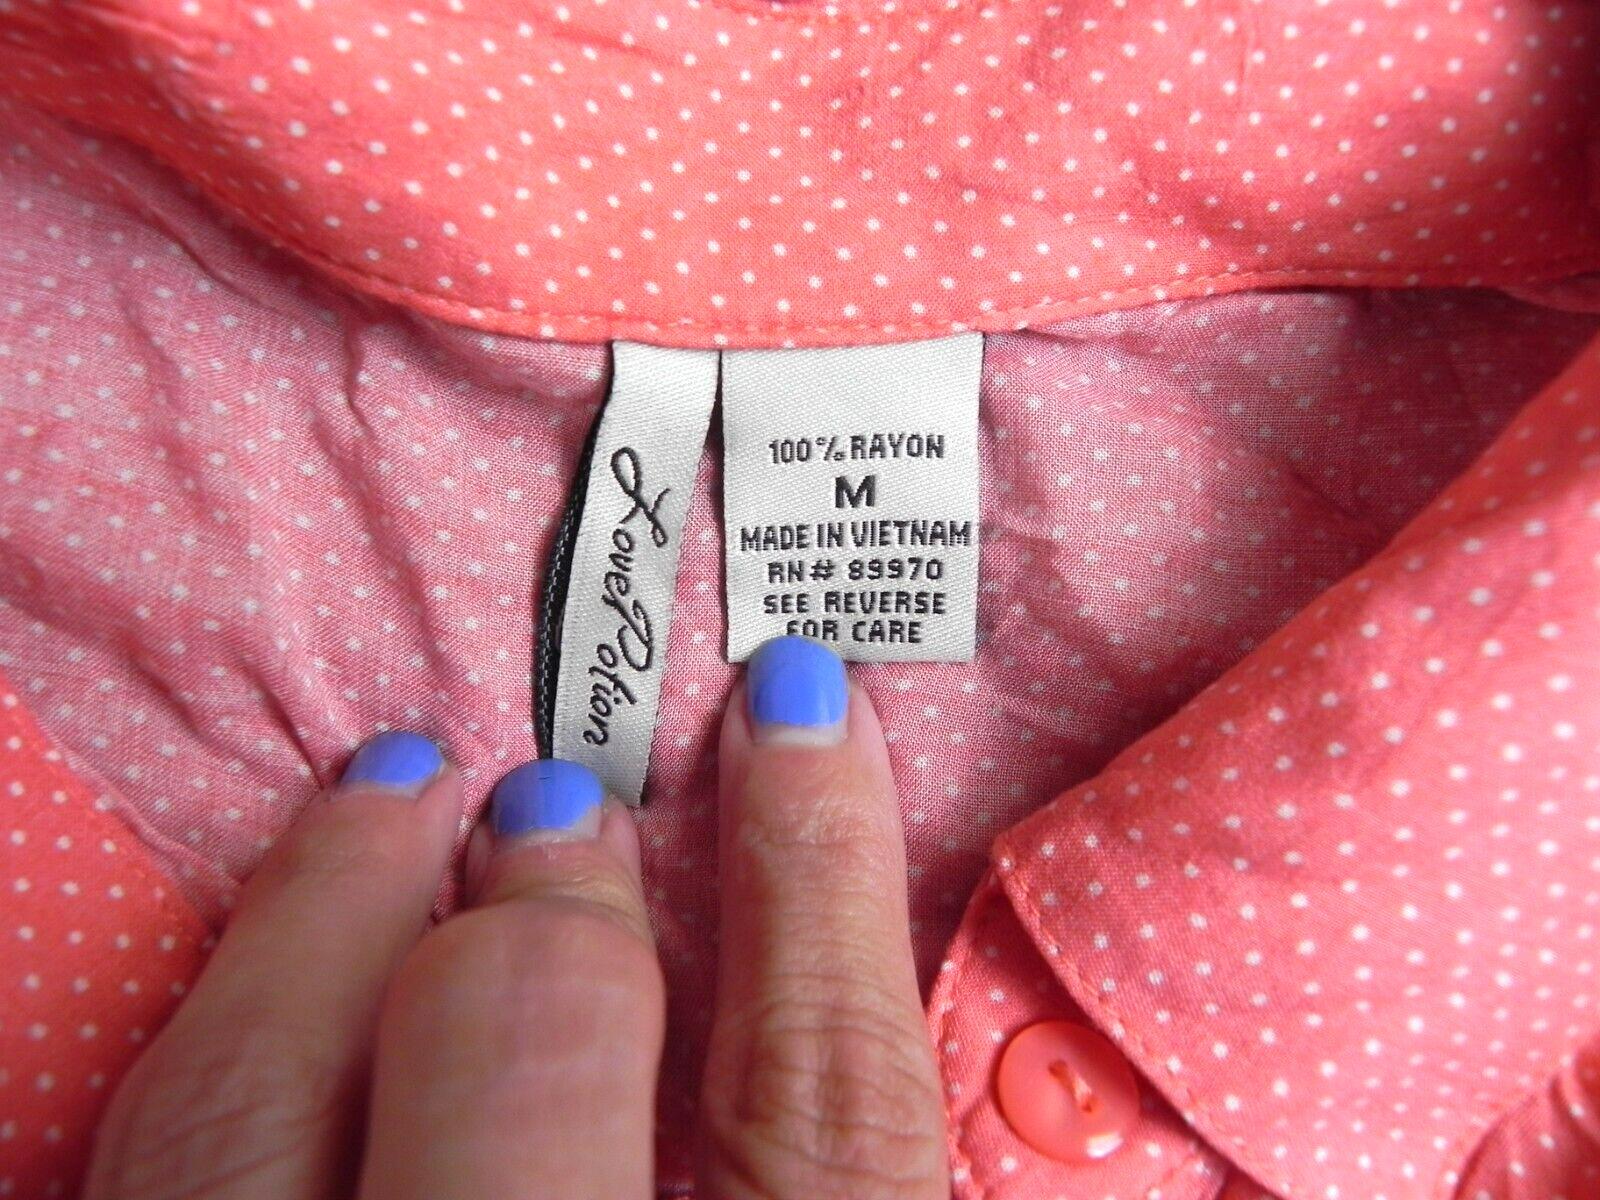 Love Potion
100% RAYON
M
MADE IN VIETNAM
RN# 89970
SEE REVERSE
FOR CARE